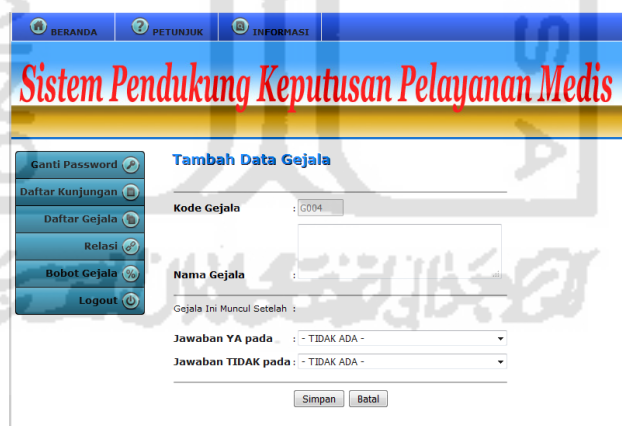 BERANDA PETUNJUK INFORMASI
Sistem Pendukung Keputusan Pelayanan Medis
Ganti Password
Daftar Kunjungan
Daftar Gejala
Relasi
Bobot Gejala %
Logout
Tambah Data Gejala
Kode Gejala : G004
Nama Gejala :
Gejala Ini Muncul Setelah :
Jawaban YA pada : - TIDAK ADA -
Jawaban TIDAK pada : - TIDAK ADA -
Simpan Batal